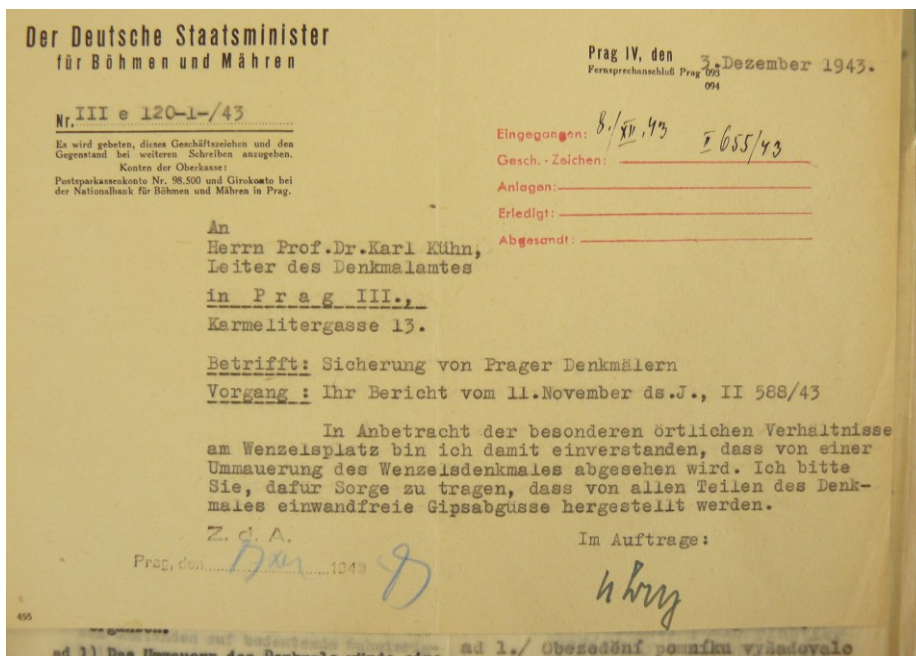 Der Deutsche Staatsminister
für Böhmen und Mähren
Prag IV, den 3. Dezember 1943.
Fernsprechanschluß Prag 093
094
Nr. III e 120-1-/43
Es wird gebeten, dieses Geschäftszeichen und den
Gegenstand bei weiteren Schreiben anzugeben.
Konten der Oberkasse:
Postsparkassenkonto Nr. 98.500 und Girokonto bei
der Nationalbank für Böhmen und Mähren in Prag.
Eingegangen: 8./XII.43
Gesch.-Zeichen: I 655/43
Anlagen:
Erledigt:
Abgesandt:
An
Herrn Prof.Dr.Karl Kühn,
Leiter des Denkmalamtes
in Prag III.,
Karmelitergasse 13.
Betrifft: Sicherung von Prager Denkmälern
Vorgang : Ihr Bericht vom 11.November ds.J., II 588/43
In Anbetracht der besonderen örtlichen Verhältnisse
am Wenzelsplatz bin ich damit einverstanden, dass von einer
Ummauerung des Wenzelsdenkmales abgesehen wird. Ich bitte
Sie, dafür Sorge zu tragen, dass von allen Teilen des Denk-
males einwandfreie Gipsabgüsse hergestellt werden.
Z. d. A.
Im Auftrage:
Prag, den 1943
455
ad 1) Das Ummauern des Denkmals würde eine
ad 1./ Obezdění pomníku vyžadovalo